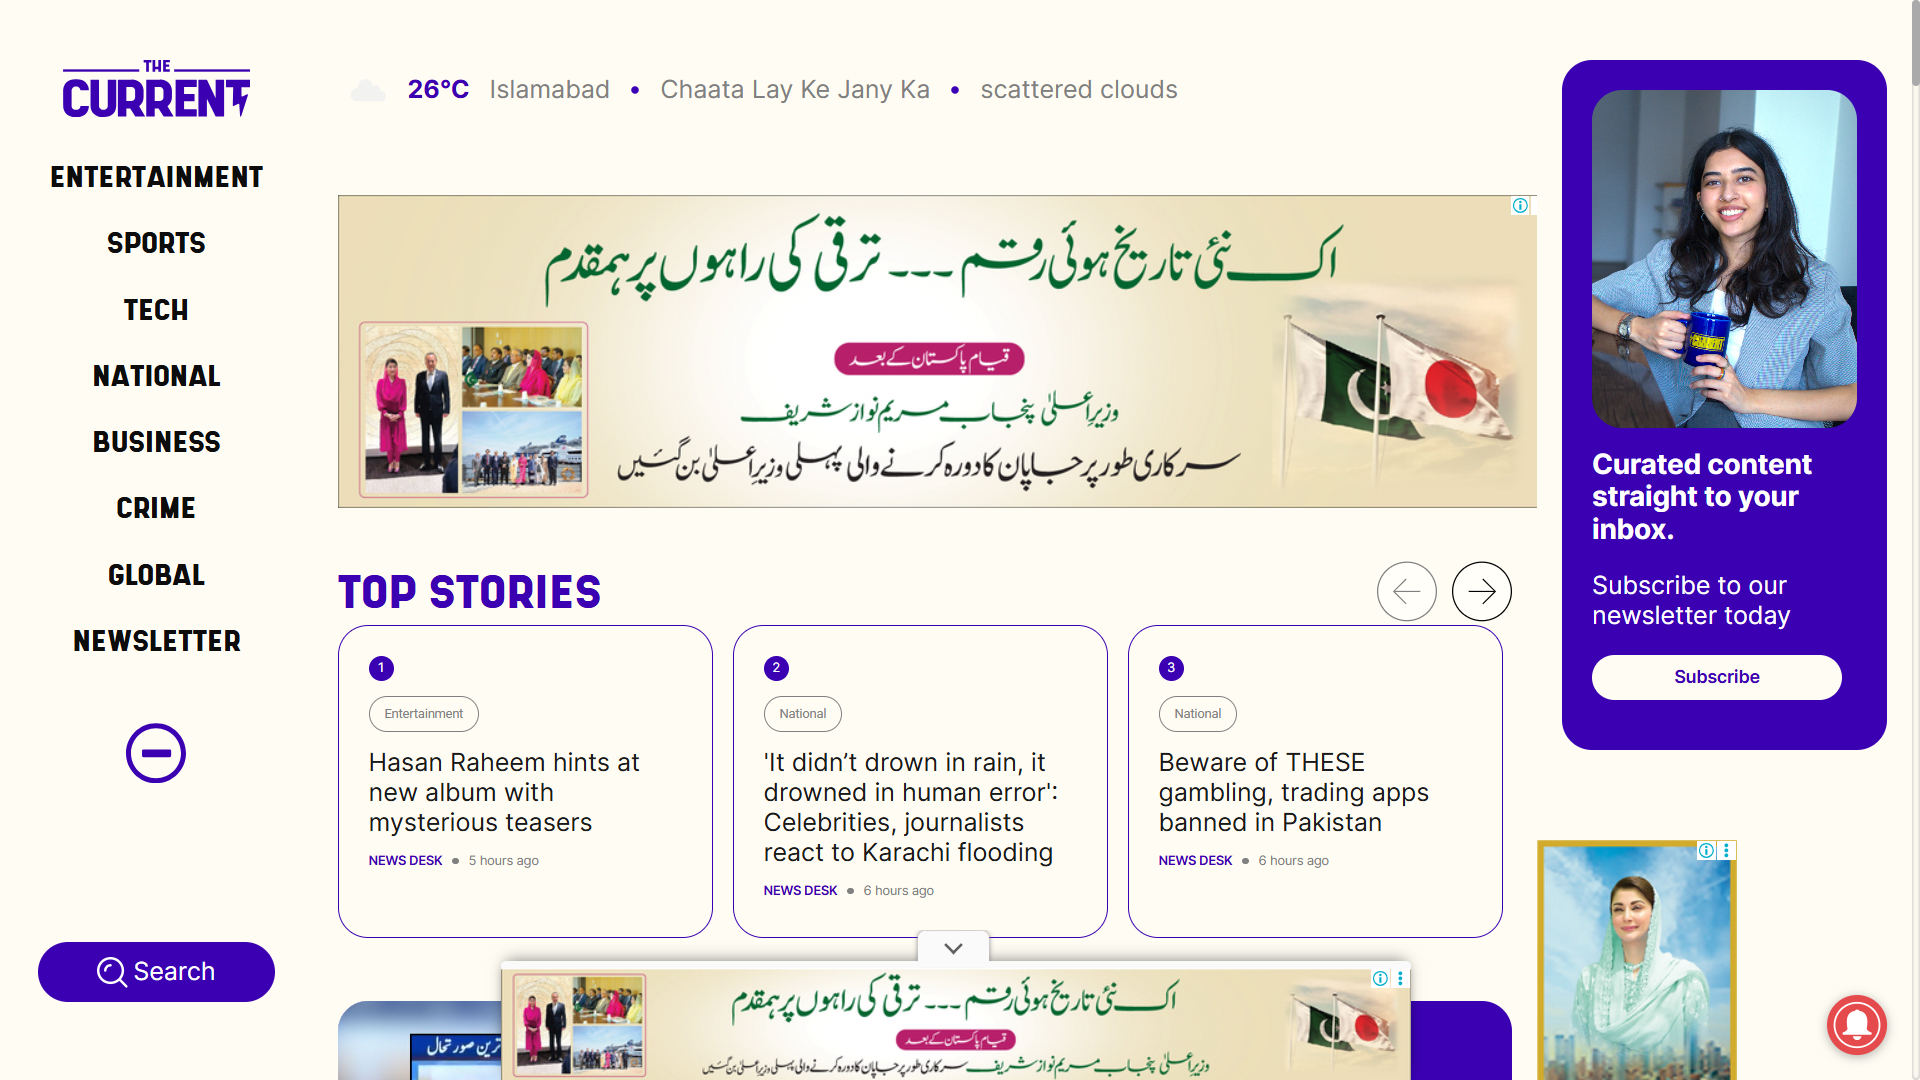 THE
CURRENT
ENTERTAINMENT
SPORTS
TECH
NATIONAL
BUSINESS
CRIME
GLOBAL
NEWSLETTER
Search
26°C Islamabad • Chaata Lay Ke Jany Ka • scattered clouds
اک نئی تاریخ ہوئی رقم --- ترقی کی راہوں پر ہمقدم
قیام پاکستان کے بعد
وزیراعلیٰ پنجاب مریم نواز شریف
سرکاری طور پر جاپان کا دورہ کرنے والی پہلی وزیراعلیٰ بن گئیں
TOP STORIES
1
Entertainment
Hasan Raheem hints at
new album with
mysterious teasers
NEWS DESK • 5 hours ago
2
National
'It didn’t drown in rain, it
drowned in human error':
Celebrities, journalists
react to Karachi flooding
NEWS DESK • 6 hours ago
3
National
Beware of THESE
gambling, trading apps
banned in Pakistan
NEWS DESK • 6 hours ago
Curated content
straight to your
inbox.
Subscribe to our
newsletter today
Subscribe
ترین صورتحال
اک نئی تاریخ ہوئی رقم --- ترقی کی راہوں پر ہمقدم
قیام پاکستان کے بعد
وزیراعلیٰ پنجاب مریم نواز شریف سرکاری طور پر جاپان کا دورہ کرنے والی پہلی وزیراعلیٰ بن گئیں